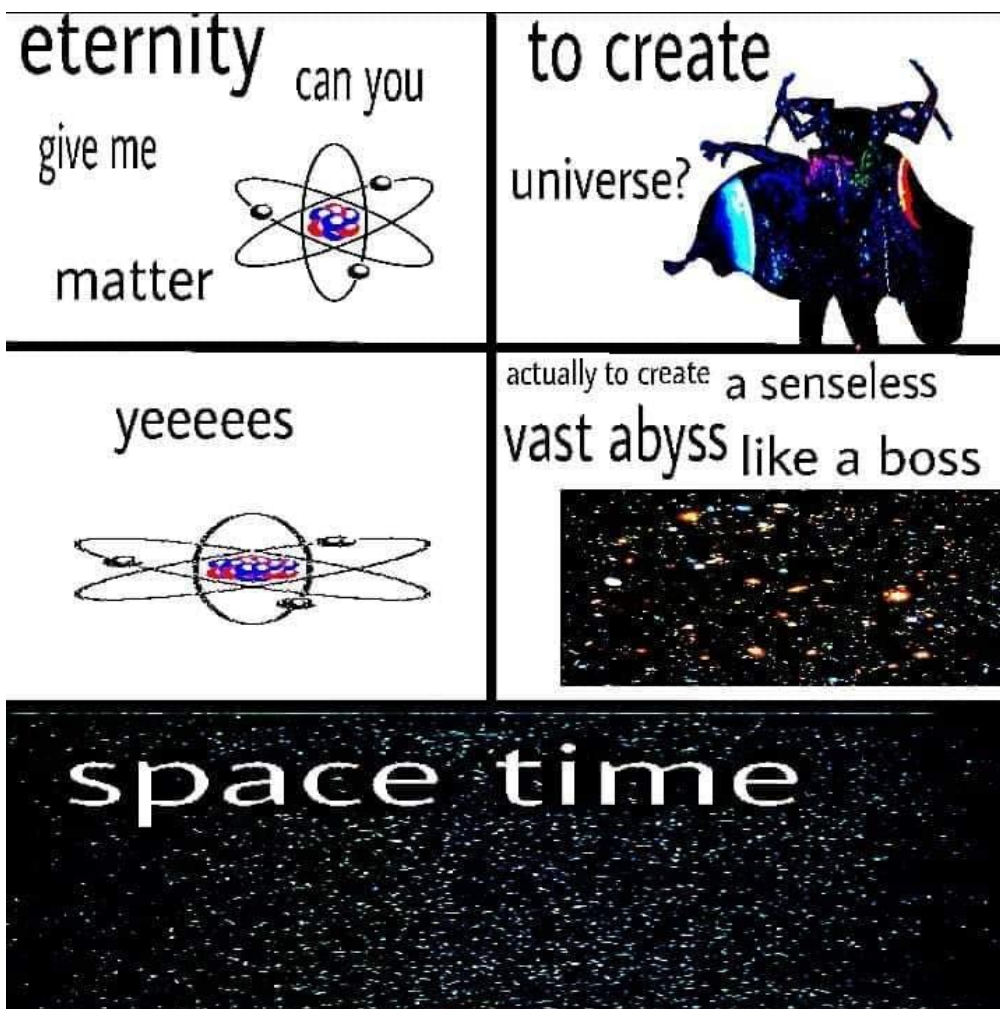 eternity can you
give me
matter
to create
universe?
yeeeees
actually to create a senseless
vast abyss like a boss
space time